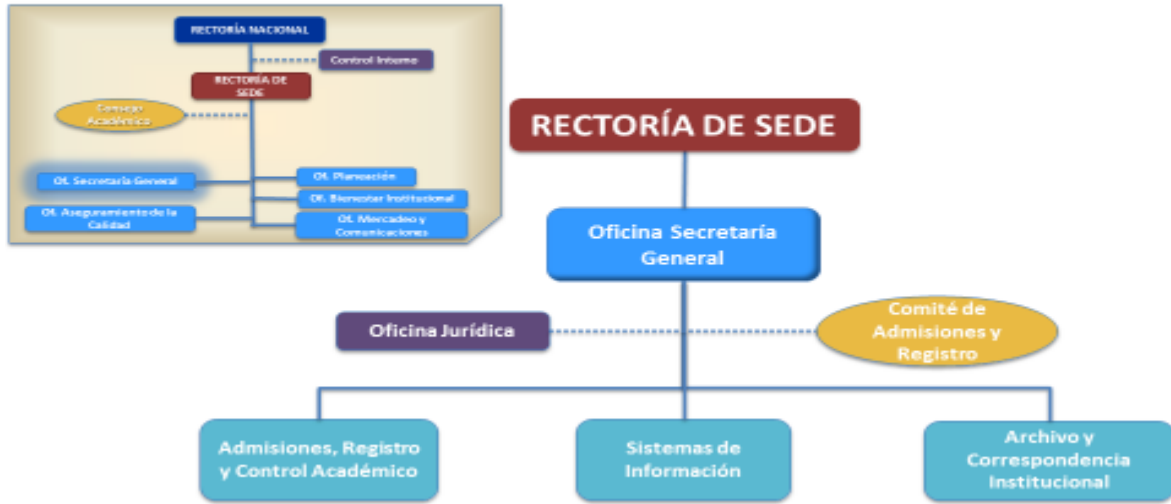 RECTORÍA NACIONAL
Control Interno
RECTORÍA DE
SEDE
Consejo
Académico
Of. Secretaría General
Of. Planeación
Of. Bienestar Institucional
Of. Aseguramiento de la
Calidad
Of. Mercadeo y
Comunicaciones
RECTORÍA DE SEDE
Oficina Secretaría
General
Oficina Jurídica
Comité de
Admisiones y
Registro
Admisiones, Registro
y Control Académico
Sistemas de
Información
Archivo y
Correspondencia
Institucional